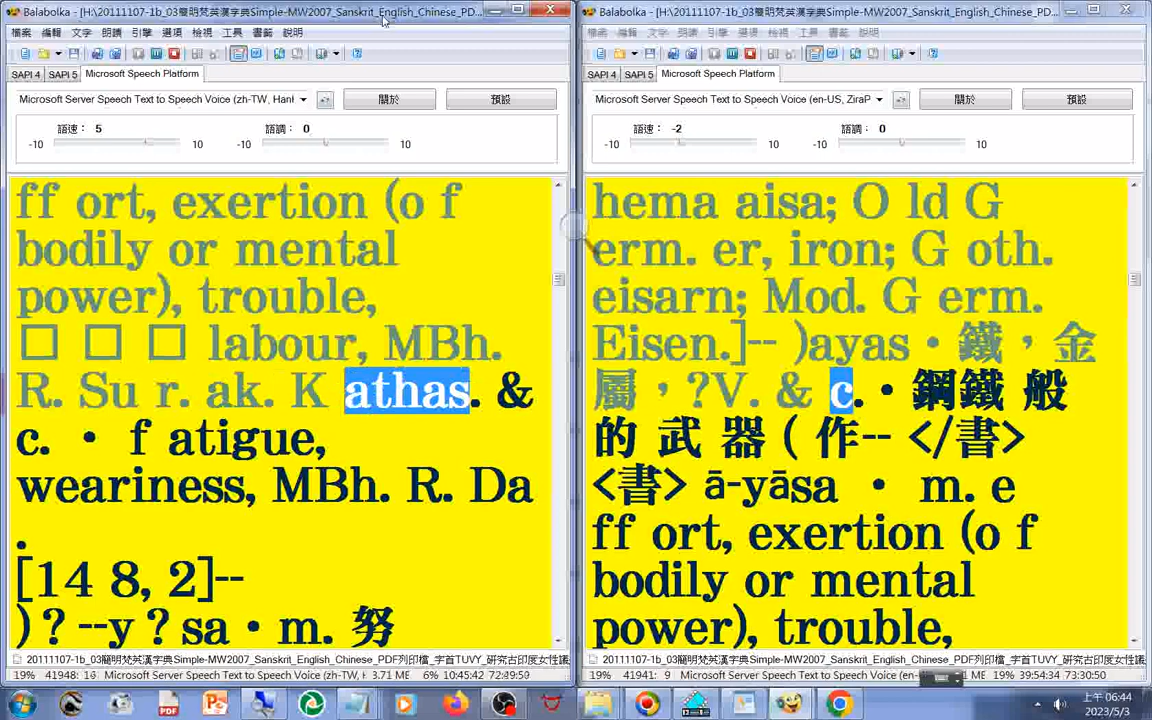 Balabolka - [H:\20111107-1b_03簡明梵英漢字典Simple-MW2007_Sanskrit_English_Chinese_PD...
檔案 編輯 文字 朗讀 引擎 選項 檢視 工具 書籤 說明
SAPI 4 SAPI 5 Microsoft Speech Platform
Microsoft Server Speech Text to Speech Voice (zh-TW, Hanl
關於 預設
語速： 5 語調： 0
-10 10 -10 10
ff ort, exertion (o f
bodily or mental
power), trouble,
□ □ □ labour, MBh.
R. Su r. ak. K athas. &
c. • f atigue,
weariness, MBh. R. Da
.
[14 8, 2]--
)？--y？sa•m. 努
20111107-1b_03簡明梵英漢字典Simple-MW2007_Sanskrit_English_Chinese_PDF列印檔_字首TUVY_研究古印度女性議
19% 41948: 16 Microsoft Server Speech Text to Speech Voice (zh-TW, 3.71 ME 6% 10:45:42 72:49:50
Balabolka - [H:\20111107-1b_03簡明梵英漢字典Simple-MW2007_Sanskrit_English_Chinese_PD...
檔案 編輯 文字 朗讀 引擎 選項 檢視 工具 書籤 說明
SAPI 4 SAPI 5 Microsoft Speech Platform
Microsoft Server Speech Text to Speech Voice (en-US, ZiraP
關於 預設
語速： -2 語調： 0
-10 10 -10 10
hema aisa; O ld G
erm. er, iron; G oth.
eisarn; Mod. G erm.
Eisen.]-- )ayas•鐵，金
屬，?V. & c.•鋼鐵 般
的 武 器 ( 作-- </書>
<書> ā-yāsa • m. e
ff ort, exertion (o f
bodily or mental
power), trouble,
20111107-1b_03簡明梵英漢字典Simple-MW2007_Sanskrit_English_Chinese_PDF列印檔_字首TUVY_研究古印度女性議
19% 41941: 9 Microsoft Server Speech Text to Speech Voice (en-US, 19% 39:54:34 73:30:50
上午 06:44
2023/5/3